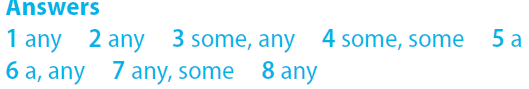 Answers
1 any 2 any 3 some, any 4 some, some 5 a
6 a, any 7 any, some 8 any